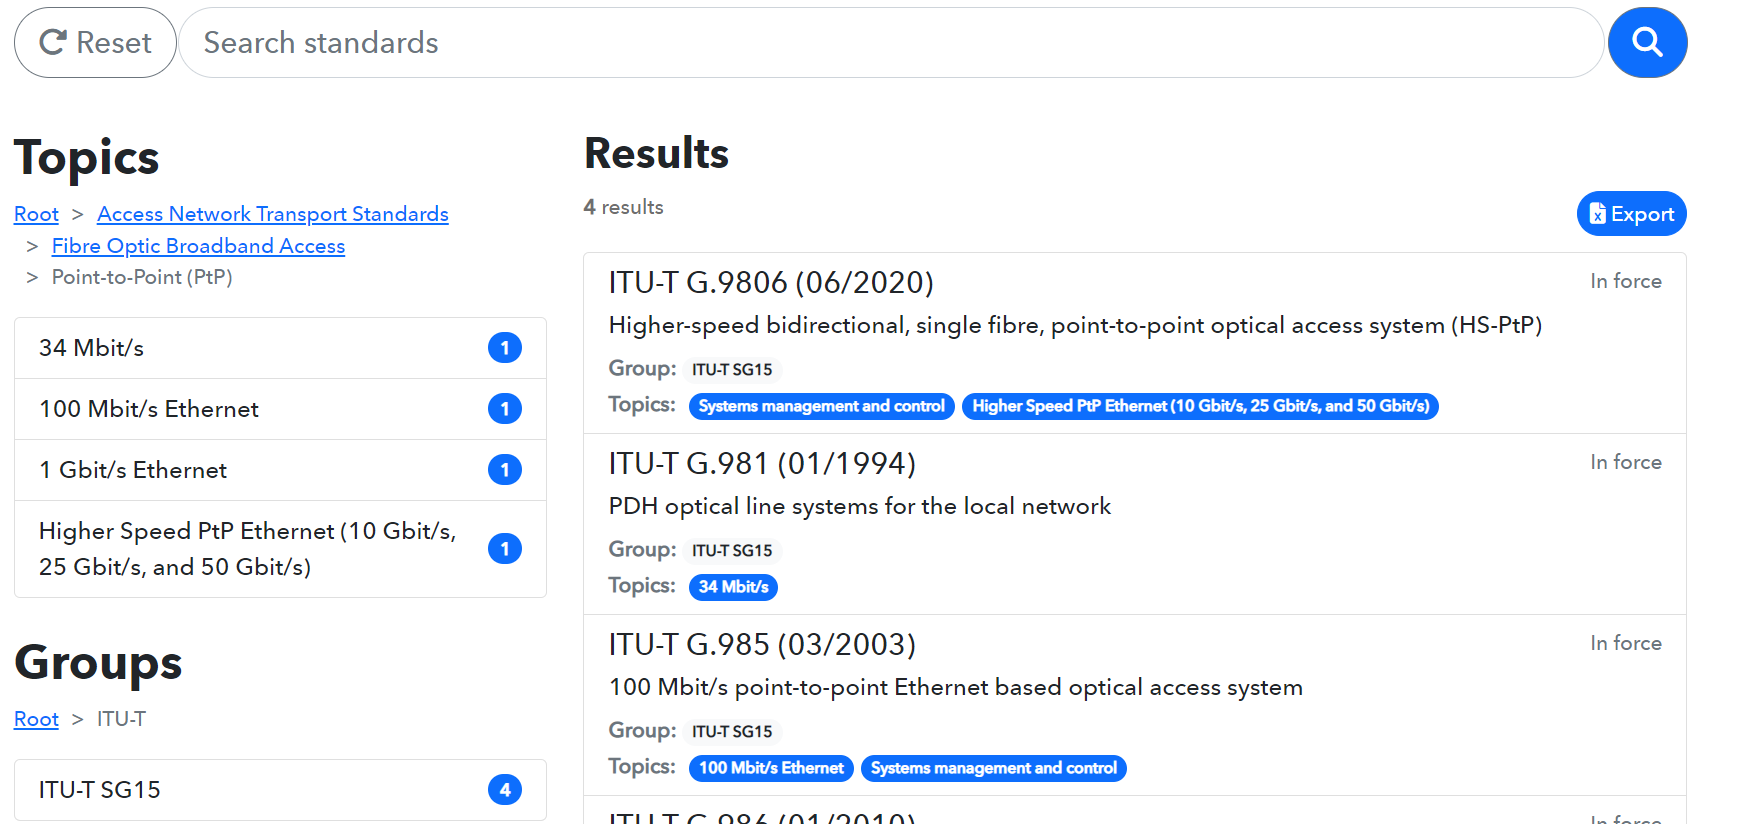 Reset
Search standards
Topics
Root > Access Network Transport Standards
> Fibre Optic Broadband Access
> Point-to-Point (PtP)
34 Mbit/s 1
100 Mbit/s Ethernet 1
1 Gbit/s Ethernet 1
Higher Speed PtP Ethernet (10 Gbit/s,
25 Gbit/s, and 50 Gbit/s) 1
Groups
Root > ITU-T
ITU-T SG15 4
Results
4 results
Export
ITU-T G.9806 (06/2020) In force
Higher-speed bidirectional, single fibre, point-to-point optical access system (HS-PtP)
Group: ITU-T SG15
Topics: Systems management and control Higher Speed PtP Ethernet (10 Gbit/s, 25 Gbit/s, and 50 Gbit/s)
ITU-T G.981 (01/1994) In force
PDH optical line systems for the local network
Group: ITU-T SG15
Topics: 34 Mbit/s
ITU-T G.985 (03/2003) In force
100 Mbit/s point-to-point Ethernet based optical access system
Group: ITU-T SG15
Topics: 100 Mbit/s Ethernet Systems management and control
ITU-T G.986 (01/2010) In force